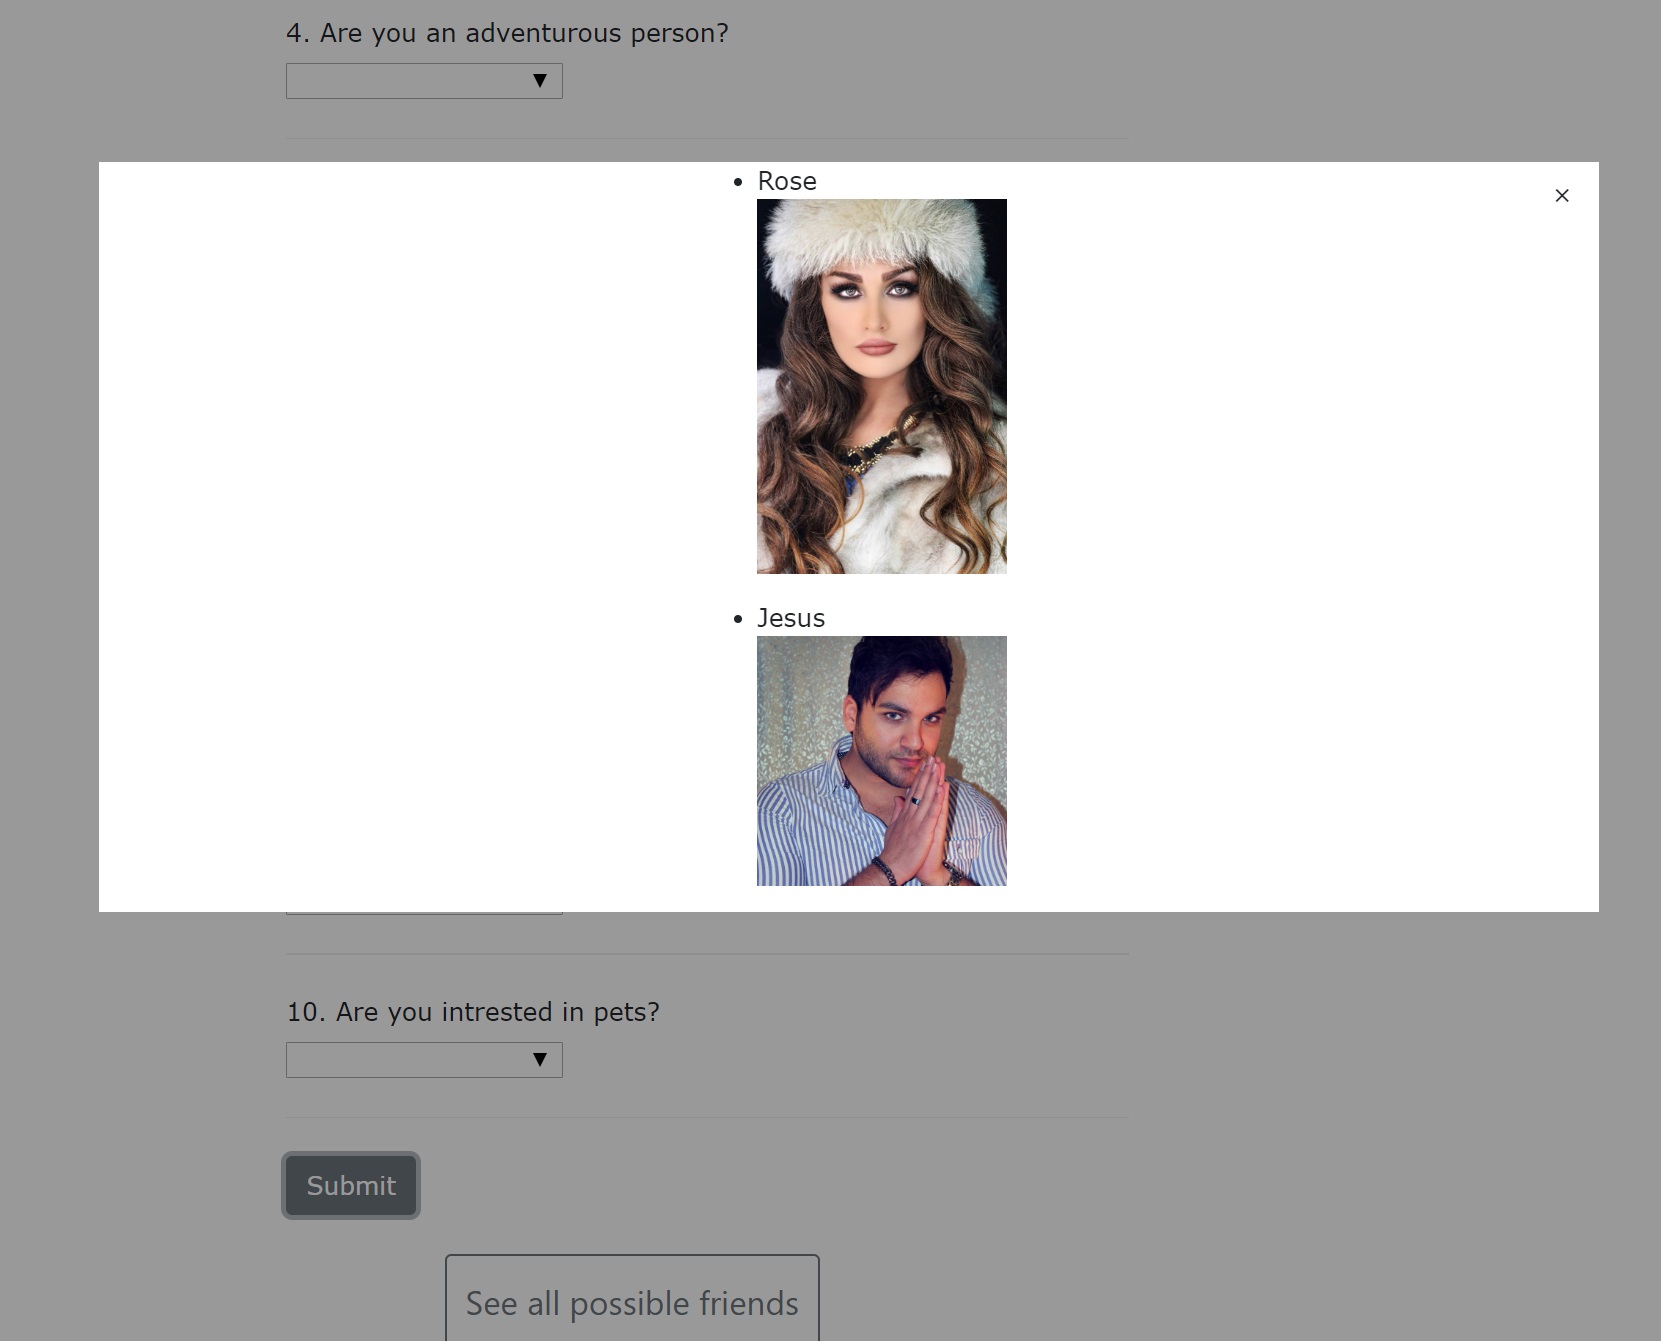 4. Are you an adventurous person?
Rose
Jesus
10. Are you intrested in pets?
Submit
See all possible friends